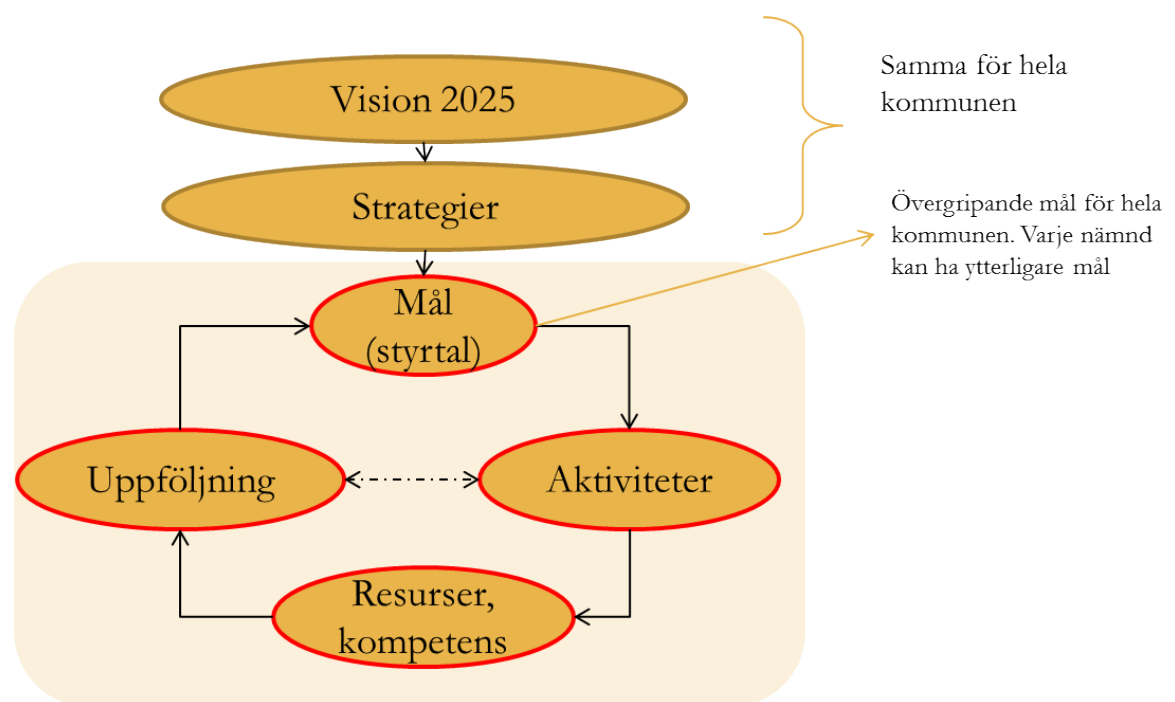 Vision 2025
Samma för hela
kommunen
Strategier
Övergripande mål för hela
kommunen. Varje nämnd
kan ha ytterligare mål
Mål
(styrtal)
Uppföljning
Aktiviteter
Resurser,
kompetens